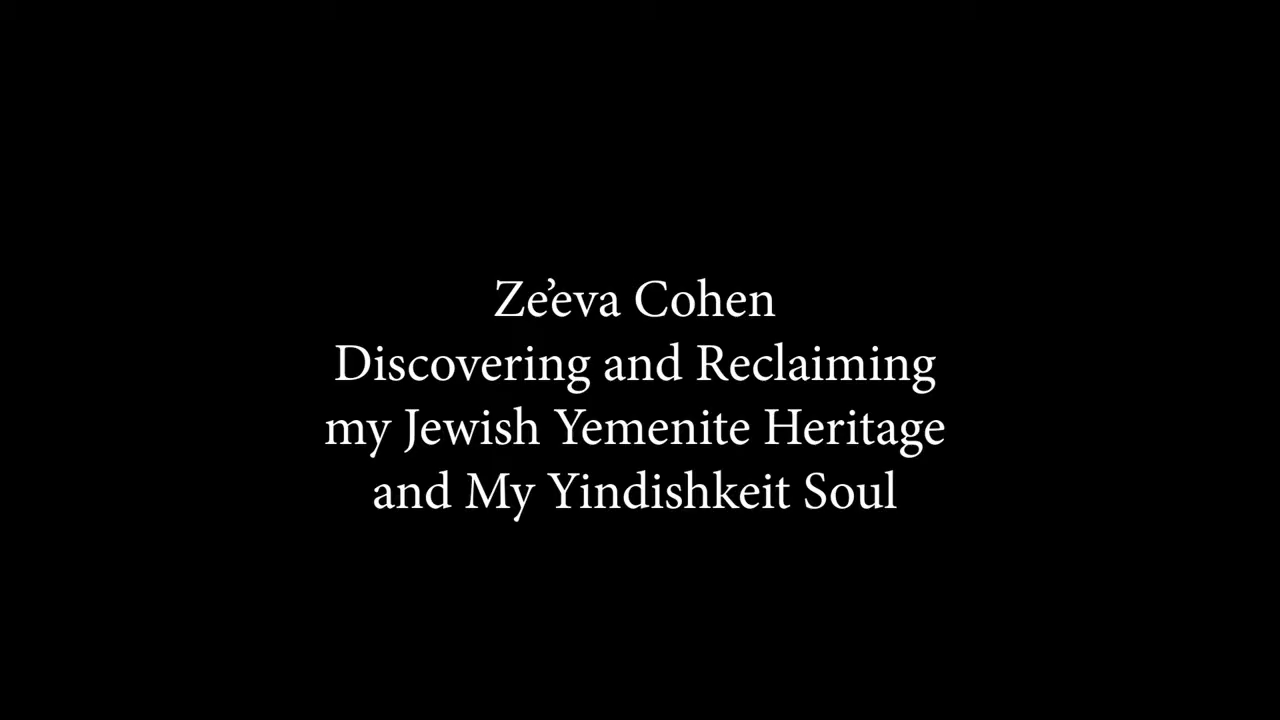 Ze’eva Cohen
Discovering and Reclaiming
my Jewish Yemenite Heritage
and My Yindishkeit Soul